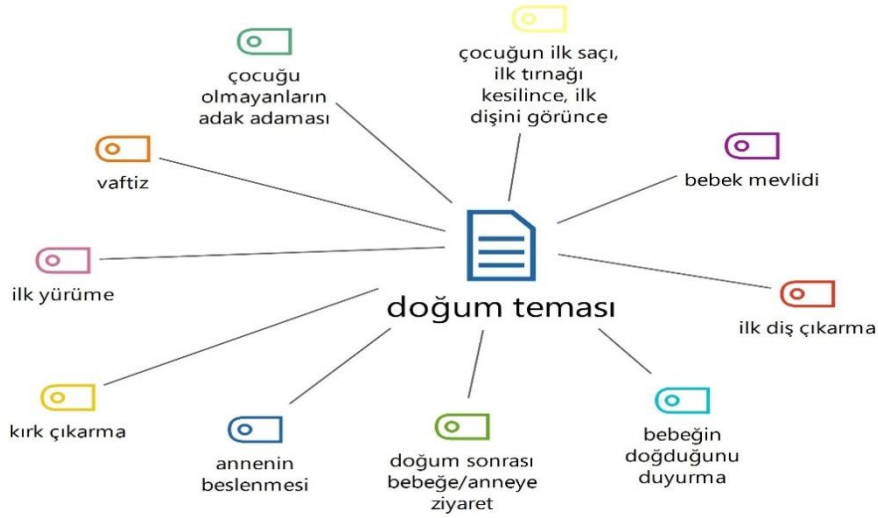 çocuğu
olmayanların
adak adaması
çocuğun ilk saçı,
ilk tırnağı
kesilince, ilk
dişini görünce
vaftiz
bebek mevlidi
ilk yürüme
doğum teması
ilk diş çıkarma
kırk çıkarma
annenin
beslenmesi
doğum sonrası
bebeğe/anneye
ziyaret
bebeğin
doğduğunu
duyurma